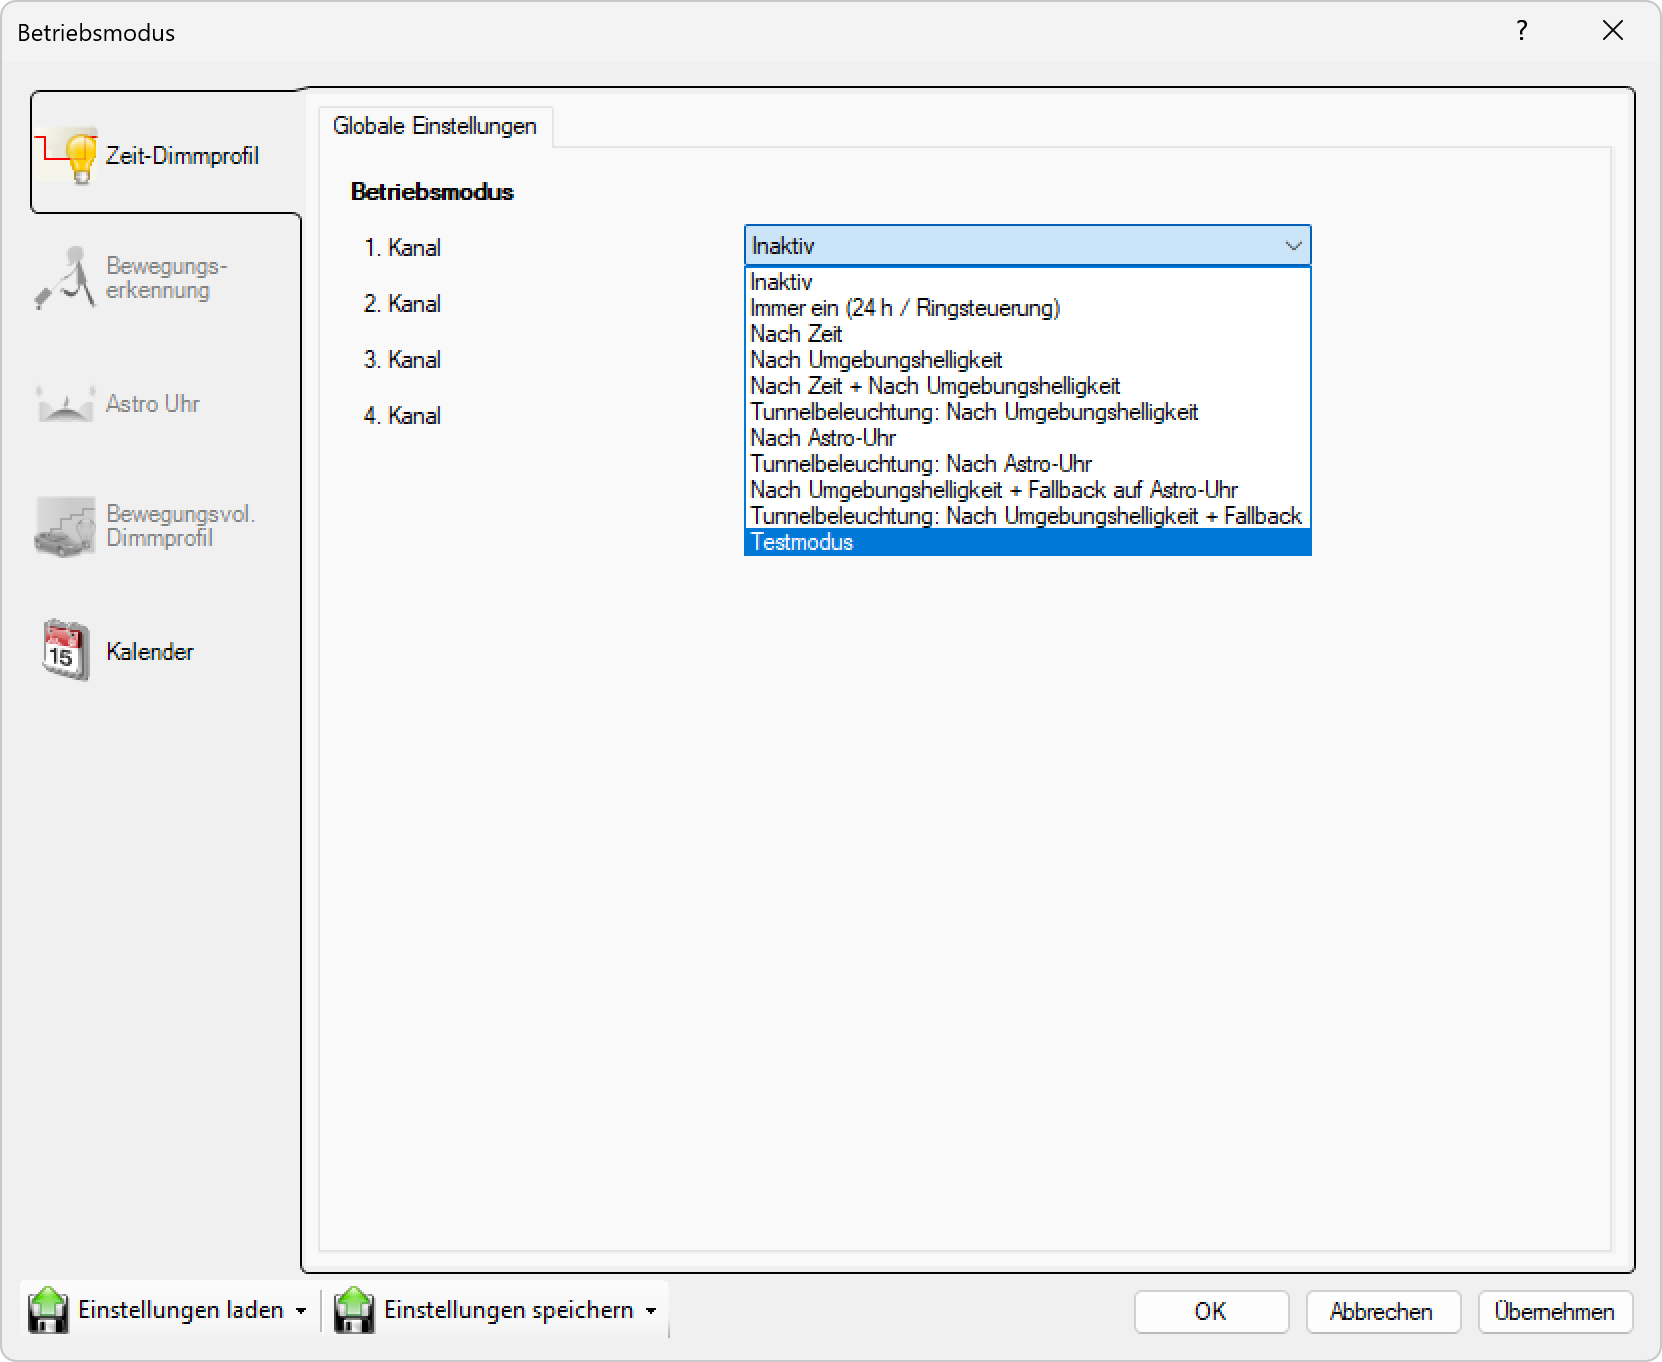 Betriebsmodus
?
Zeit-Dimmprofil
Bewegungs-
erkennung
Astro Uhr
Bewegungsvol.
Dimmprofil
15
Kalender
Globale Einstellungen
Betriebsmodus
1. Kanal
Inaktiv
2. Kanal
3. Kanal
4. Kanal
Inaktiv
Immer ein (24 h / Ringsteuerung)
Nach Zeit
Nach Umgebungshelligkeit
Nach Zeit + Nach Umgebungshelligkeit
Tunnelbeleuchtung: Nach Umgebungshelligkeit
Nach Astro-Uhr
Tunnelbeleuchtung: Nach Astro-Uhr
Nach Umgebungshelligkeit + Fallback auf Astro-Uhr
Tunnelbeleuchtung: Nach Umgebungshelligkeit + Fallback
Testmodus
Einstellungen laden
Einstellungen speichern
OK
Abbrechen
Übernehmen